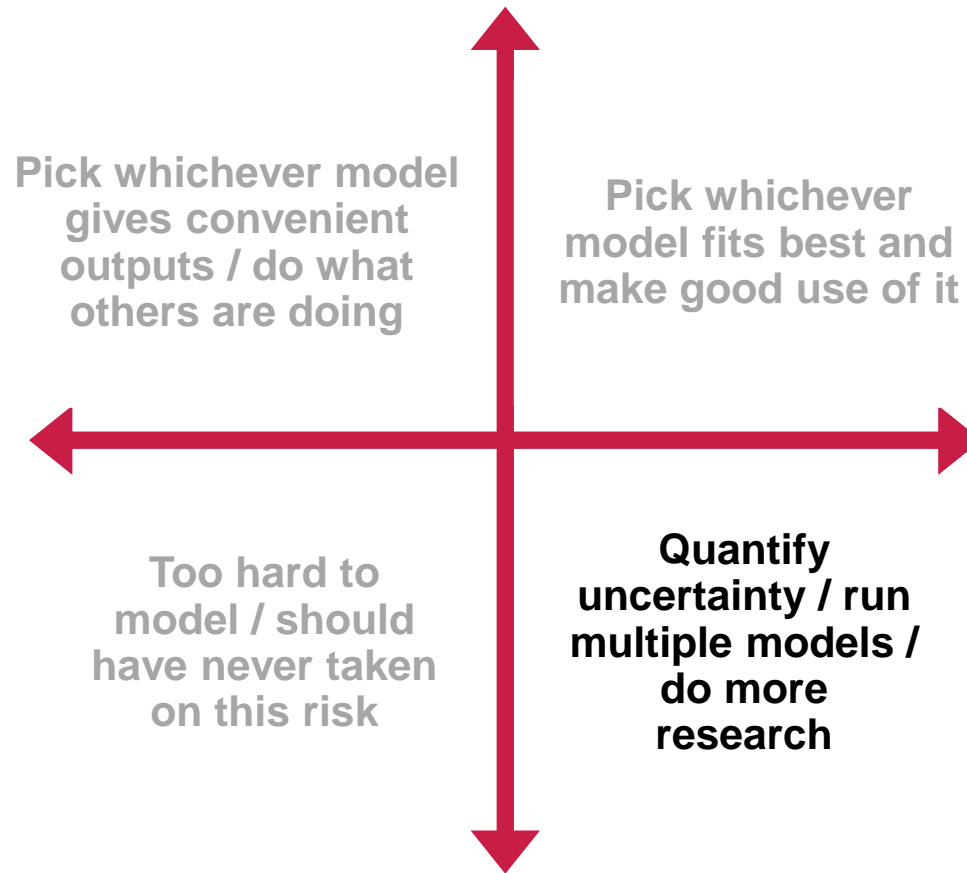 Pick whichever model
gives convenient
outputs / do what
others are doing
Pick whichever
model fits best and
make good use of it
Too hard to
model / should
have never taken
on this risk
Quantify
uncertainty / run
multiple models /
do more
research